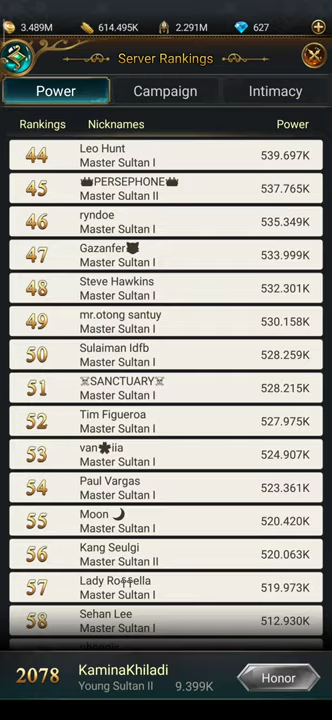 3.489M 614.495K 2.291M 627
Server Rankings
Power Campaign Intimacy
Rankings Nicknames Power
44 Leo Hunt
Master Sultan I 539.697K
45 PERSEPHONE
Master Sultan II 537.765K
46 ryndoe
Master Sultan I 535.349K
47 Gazanfer
Master Sultan I 533.999K
48 Steve Hawkins
Master Sultan I 532.301K
49 mr.otong santuy
Master Sultan I 530.158K
50 Sulaiman Idfb
Master Sultan I 528.259K
51 ☠SANCTUARY☠
Master Sultan I 528.215K
52 Tim Figueroa
Master Sultan I 527.975K
53 van iia
Master Sultan I 524.907K
54 Paul Vargas
Master Sultan I 523.361K
55 Moon
Master Sultan I 520.420K
56 Kang Seulgi
Master Sultan II 520.063K
57 Lady
Master Sultan I 519.973K
58 Sehan Lee
Master Sultan I 512.930K
2078 KaminaKhiladi
Young Sultan II 9.399K
Honor